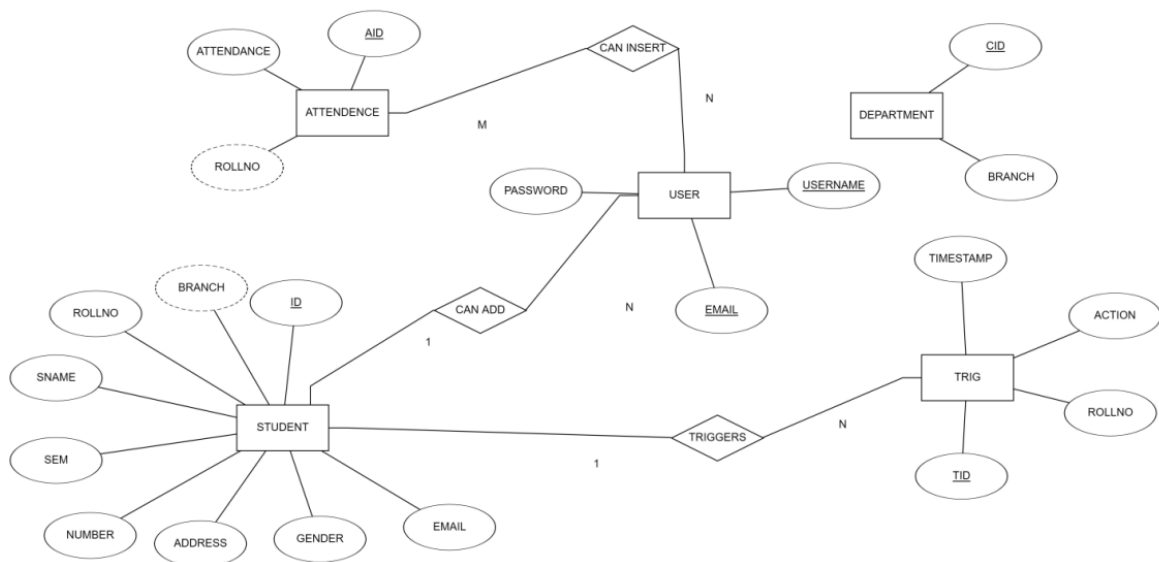 AID
CID
CAN INSERT
ATTENDANCE
ATTENDENCE
DEPARTMENT
M
N
ROLLNO
PASSWORD
USER
USERNAME
BRANCH
TIMESTAMP
BRANCH
ID
CAN ADD
N
EMAIL
ROLLNO
ACTION
1
SNAME
TRIG
ROLLNO
STUDENT
TRIGGERS
N
SEM
1
TID
NUMBER
ADDRESS
GENDER
EMAIL